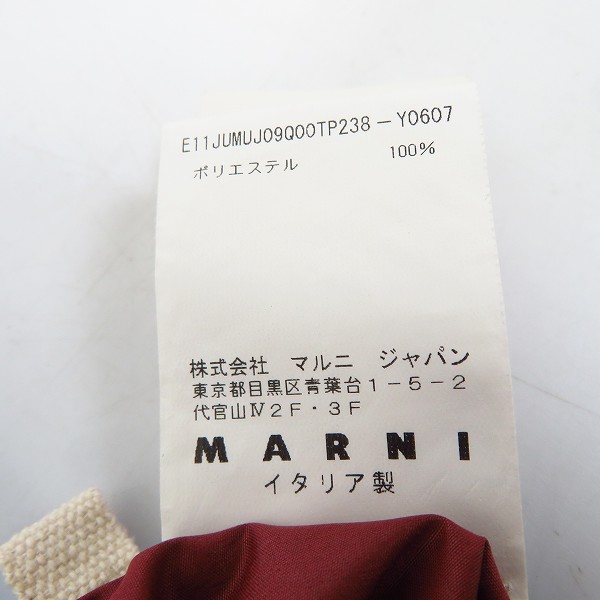 E11JUMUJ09Q00TP238-Y0607
ポリエステル 100%
株式会社 マルニ ジャパン
東京都目黒区青葉台1-5-2
代官山Ⅳ2F・3F
MARNI
イタリア製